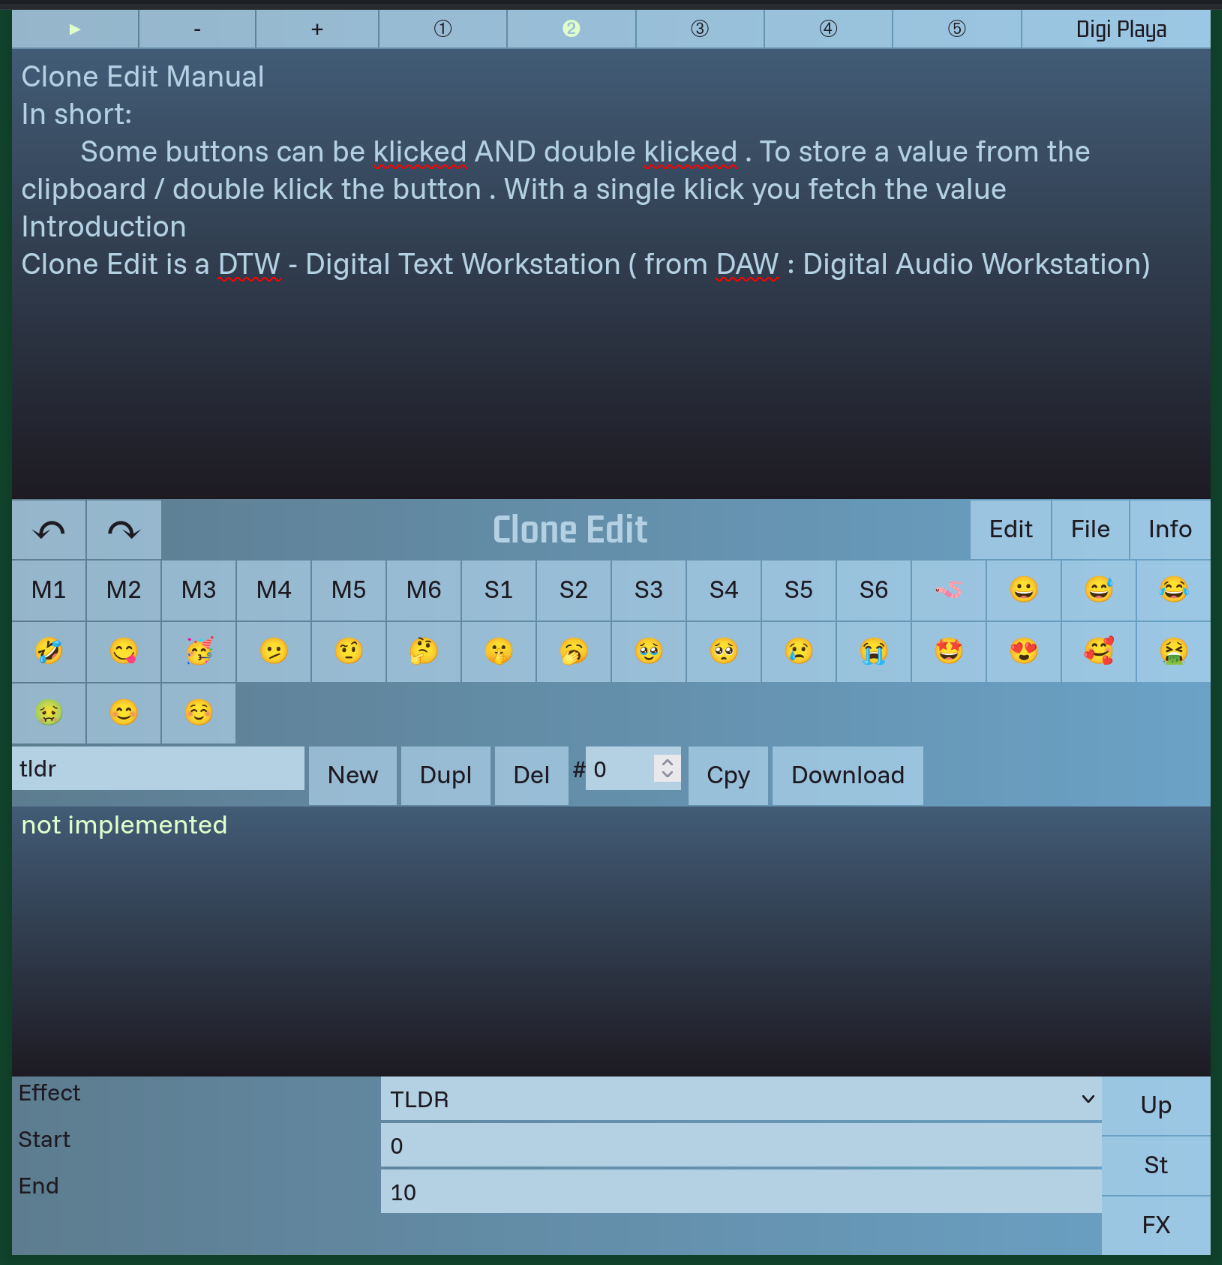 ► - + ① ❷ ③ ④ ⑤ Digi Playa
Clone Edit Manual
In short:
Some buttons can be klicked AND double klicked . To store a value from the
clipboard / double klick the button . With a single klick you fetch the value
Introduction
Clone Edit is a DTW - Digital Text Workstation ( from DAW : Digital Audio Workstation)
Clone Edit Edit File Info
M1 M2 M3 M4 M5 M6 S1 S2 S3 S4 S5 S6
tldr New Dupl Del # 0 Cpy Download
not implemented
Effect TLDR Up
Start 0 St
End 10
FX